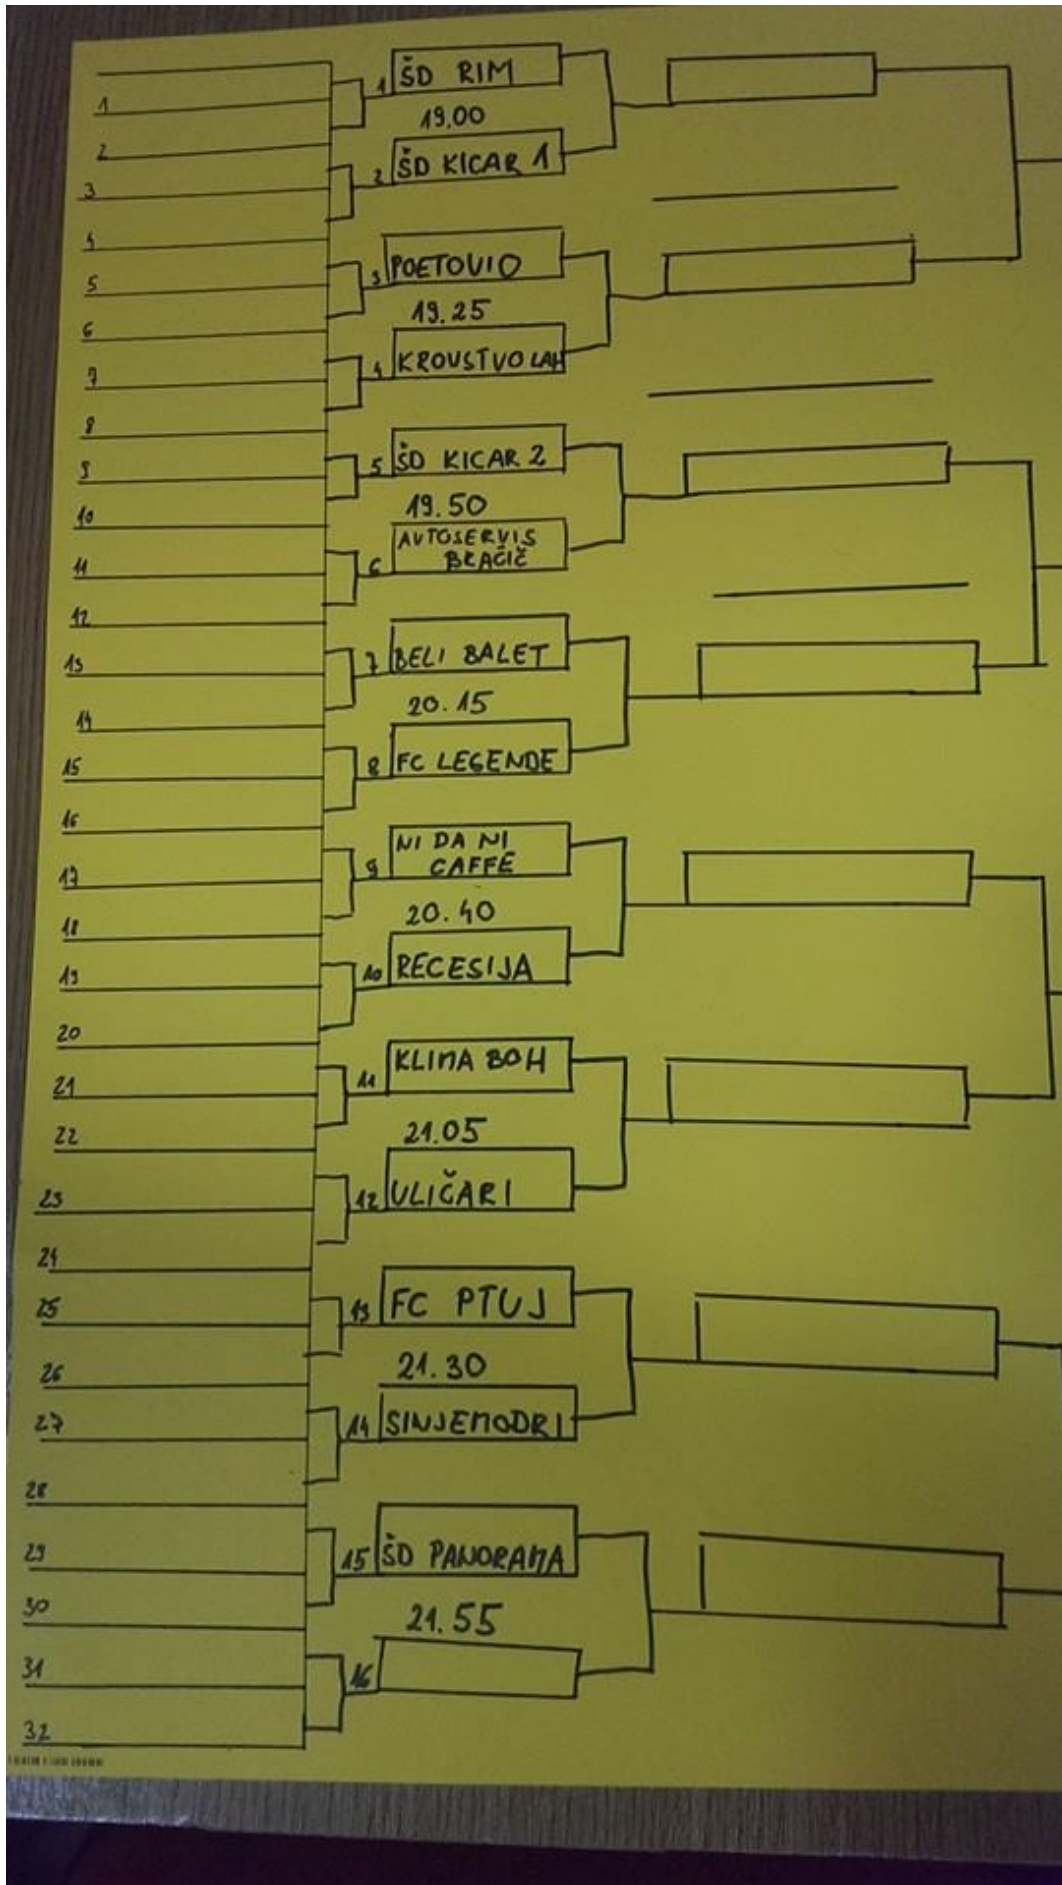 1
2
3
4
5
6
7
8
9
10
11
12
13
14
15
16
17
18
19
20
21
22
23
24
25
26
27
28
29
30
31
32
1 ŠD RIM
19.00
2 ŠD KICAR 1
3 POETOVIO
19.25
4 KROVSTVO LAH
5 ŠD KICAR 2
19.50
6 AVTOSERVIS
BRAČIČ
7 BELI BALET
20.15
8 FC LEGENDE
9 NI DA NI
CAFFE
20.40
10 RECESIJA
11 KLIMA BOH
21.05
12 ULIČARI
13 FC PTUJ
21.30
14 SINJEMODRI
15 ŠD PANORAMA
21.55
16